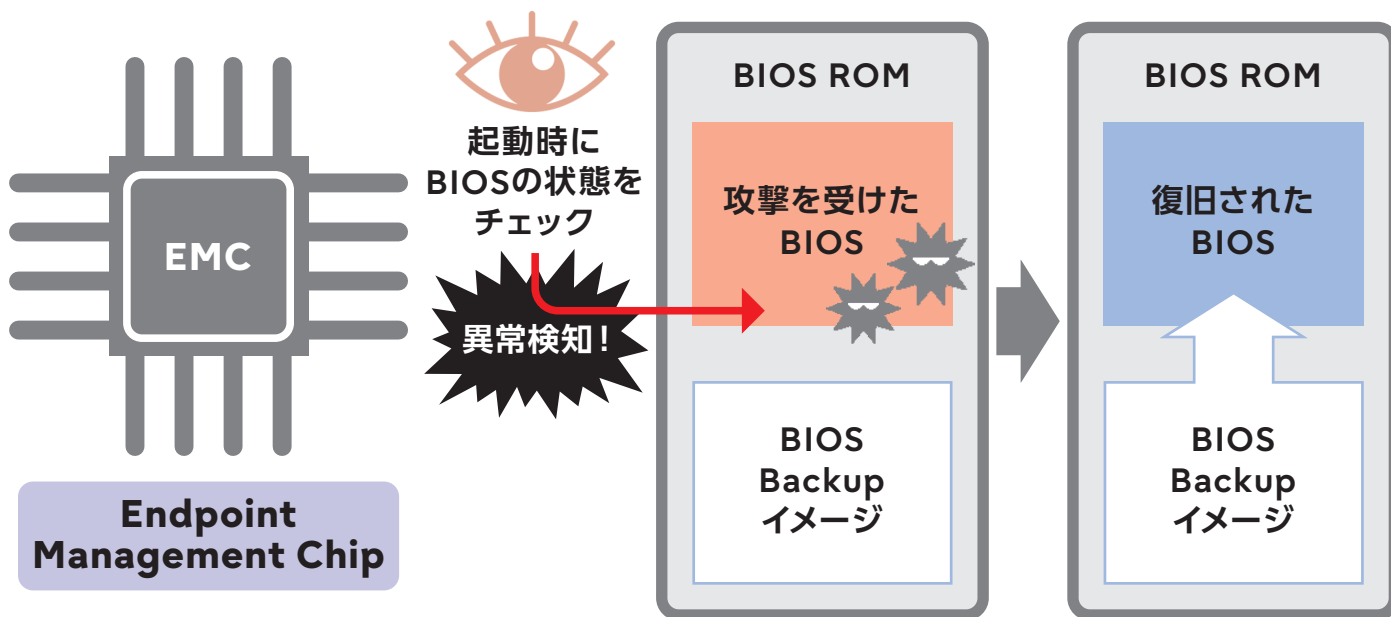 EMC
Endpoint
Management Chip
起動時に
BIOSの状態を
チェック
異常検知！
BIOS ROM
攻撃を受けた
BIOS
BIOS
Backup
イメージ
BIOS ROM
復旧された
BIOS
BIOS
Backup
イメージ